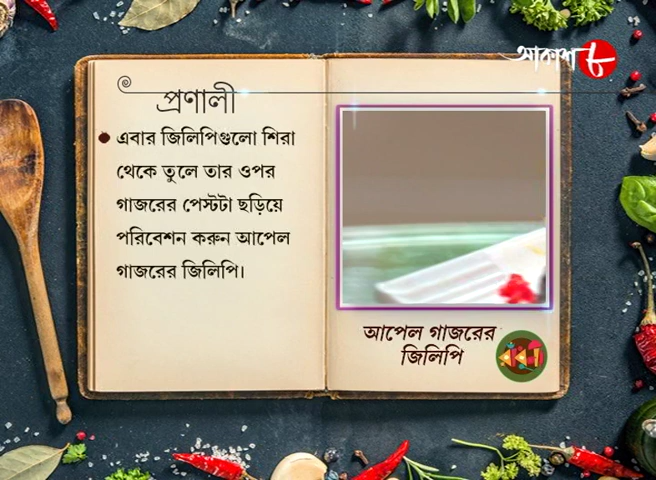 আকাশ ৮
প্রণালী
এবার জিলিপিগুলো শিরা
থেকে তুলে তার ওপর
গাজরের পেস্টটা ছড়িয়ে
পরিবেশন করুন আপেল
গাজরের জিলিপি।
আপেল গাজরের
জিলিপি